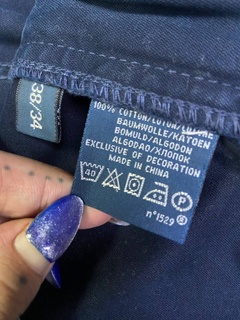 38/34
100% COTTON/COTON/COTONE
BAUMWOLLE/KATOEN
BOMULD/ALGODON
ALGODAO/ХЛОПОК
EXCLUSIVE OF DECORATION
MADE IN CHINA
40 P
n°1529 ®